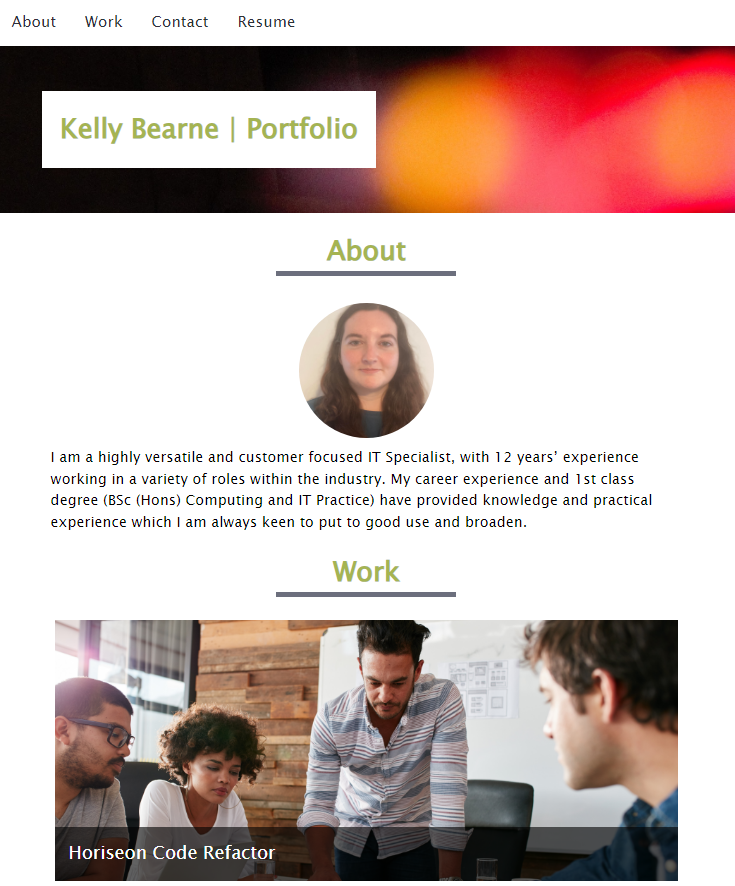 About Work Contact Resume
Kelly Bearne | Portfolio
About
I am a highly versatile and customer focused IT Specialist, with 12 years’ experience
working in a variety of roles within the industry. My career experience and 1st class
degree (BSc (Hons) Computing and IT Practice) have provided knowledge and practical
experience which I am always keen to put to good use and broaden.
Work
Horiseon Code Refactor